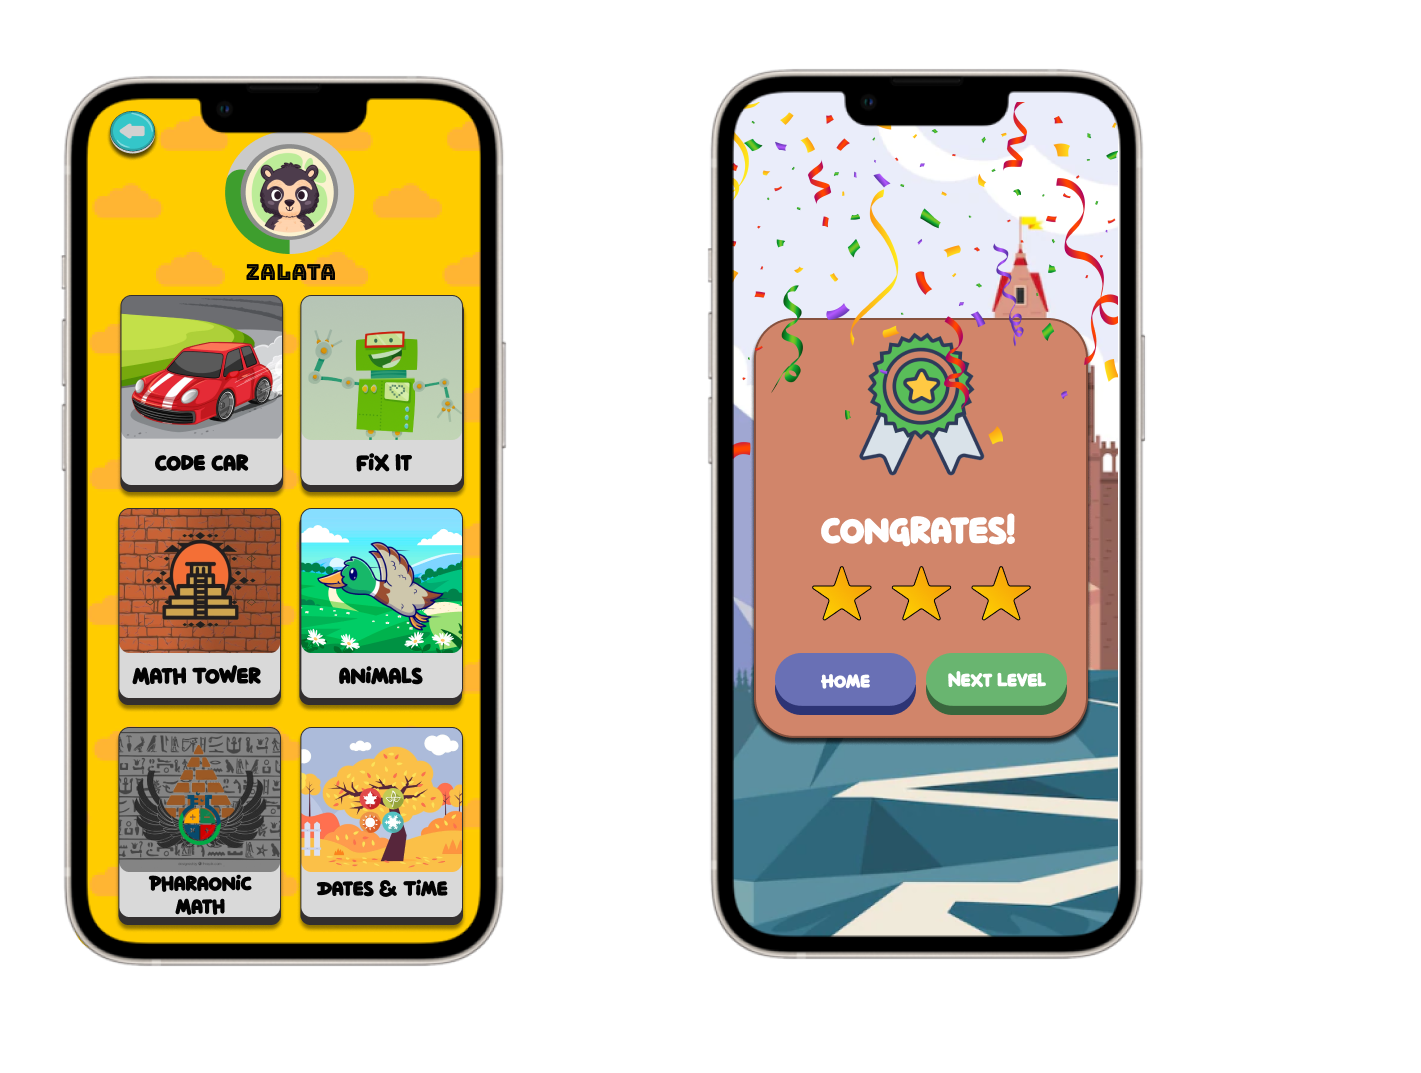 ZALATA
CODE CAR
FiX IT
MATH TOWER
ANiMALS
PHARAONiC
MATH
DATES & TiME
CONGRATES!
HOME
NEXT LEVEL